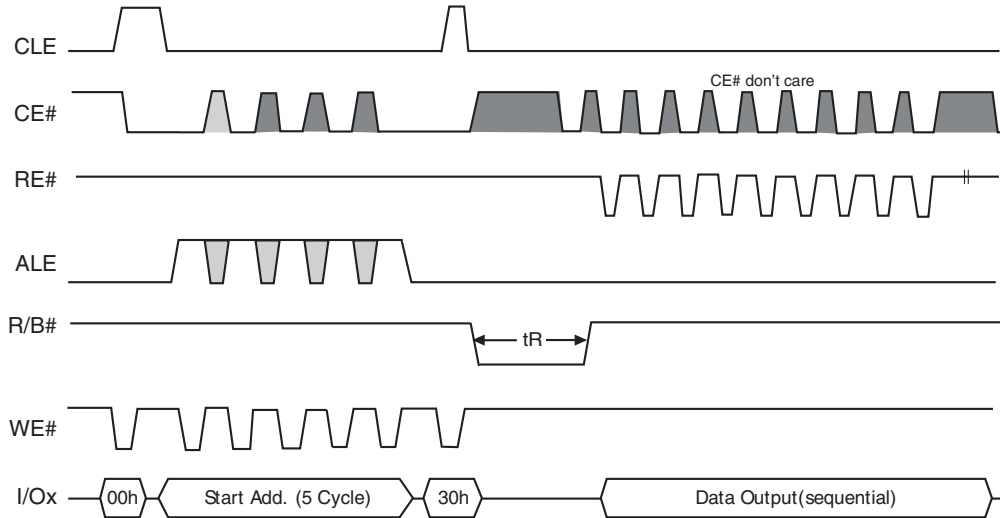 CLE
CE# don't care
CE#
RE#
ALE
R/B#
tR
WE#
I/Ox
00h
Start Add. (5 Cycle)
30h
Data Output(sequential)